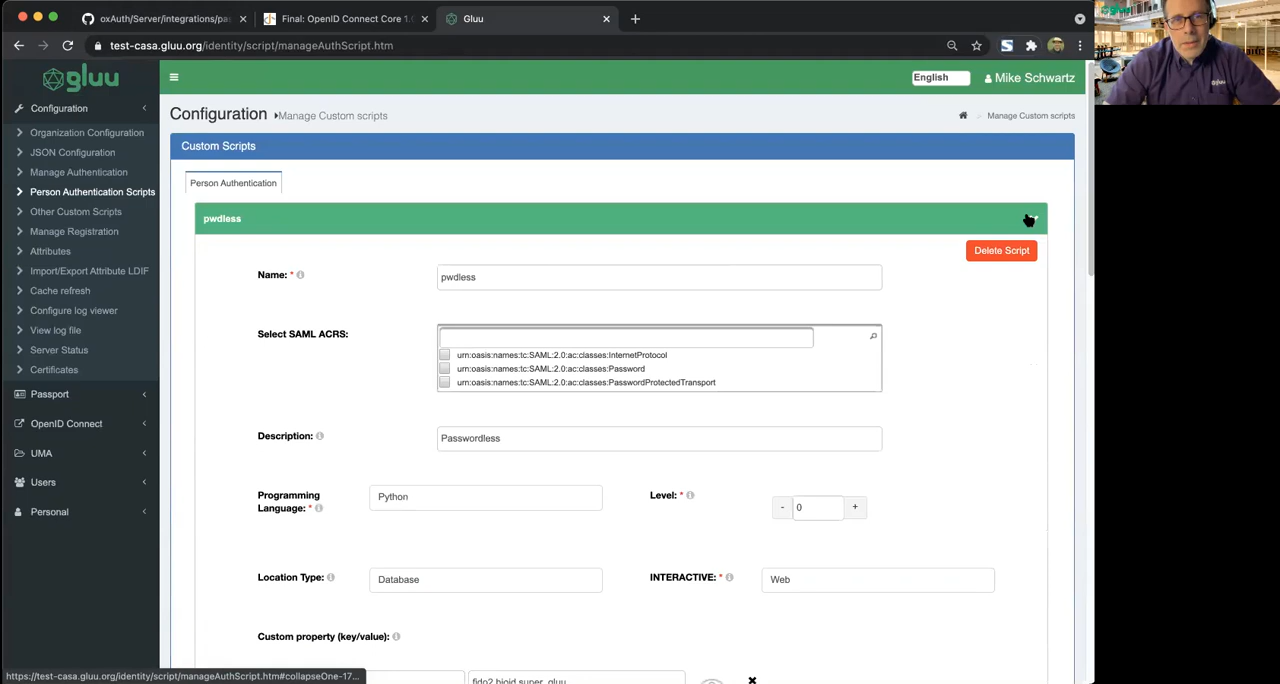 oxAuth/Server/integrations/pa
Final: OpenID Connect Core 1.
Gluu
test-casa.gluu.org/identity/script/manageAuthScript.htm
gluu
English
Mike Schwartz
Configuration
Organization Configuration
JSON Configuration
Manage Authentication
Person Authentication Scripts
Other Custom Scripts
Manage Registration
Attributes
Import/Export Attribute LDIF
Cache refresh
Configure log viewer
View log file
Server Status
Certificates
Passport
OpenID Connect
UMA
Users
Personal
Configuration
Manage Custom scripts
Manage Custom scripts
Custom Scripts
Person Authentication
pwdless
Delete Script
Name: *
pwdless
Select SAML ACRS:
urn:oasis:names:tc:SAML:2.0:ac:classes:InternetProtocol
urn:oasis:names:tc:SAML:2.0:ac:classes:Password
urn:oasis:names:tc:SAML:2.0:ac:classes:PasswordProtectedTransport
Description:
Passwordless
Programming
Language: *
Python
Level: *
-
0
+
Location Type:
Database
INTERACTIVE: *
Web
Custom property (key/value):
fido2,bioid,super_gluu
https://test-casa.gluu.org/identity/script/manageAuthScript.htm#collapseOne-17...
gluu